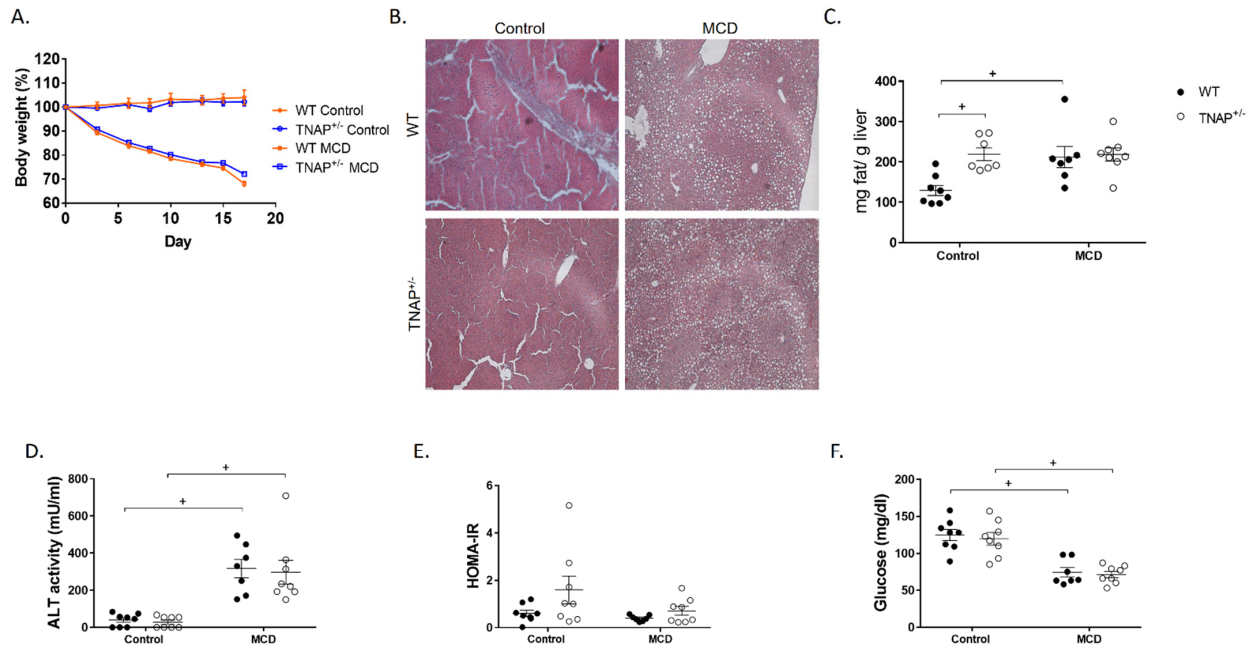 A.
Body weight (%)
120
110
100
90
80
70
60
0
5
10
15
20
Day
WT Control
TNAP+/- Control
WT MCD
TNAP+/- MCD
B.
Control
MCD
WT
TNAP+/-
C.
mg fat/ g liver
400
300
200
100
0
+
+
Control
MCD
WT
TNAP+/-
D.
ALT activity (mU/ml)
800
600
400
200
0
+
+
Control
MCD
E.
HOMA-IR
6
4
2
0
Control
MCD
F.
Glucose (mg/dl)
200
150
100
50
0
+
+
Control
MCD